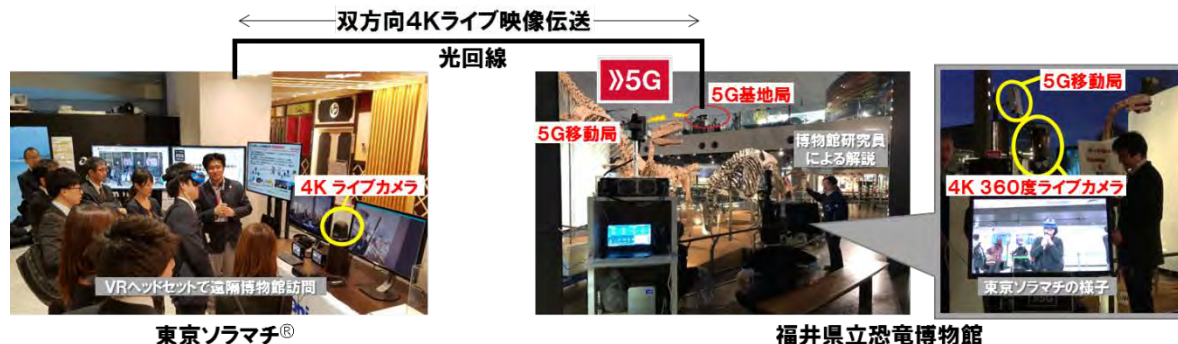 双方向4Kライブ映像伝送
光回線
》5G
5G基地局
5G移動局
博物館研究員
による解説
4K ライブカメラ
VRヘッドセットで遠隔博物館訪問
東京ソラマチ®
5G移動局
4K 360度ライブカメラ
東京ソラマチの様子
福井県立恐竜博物館